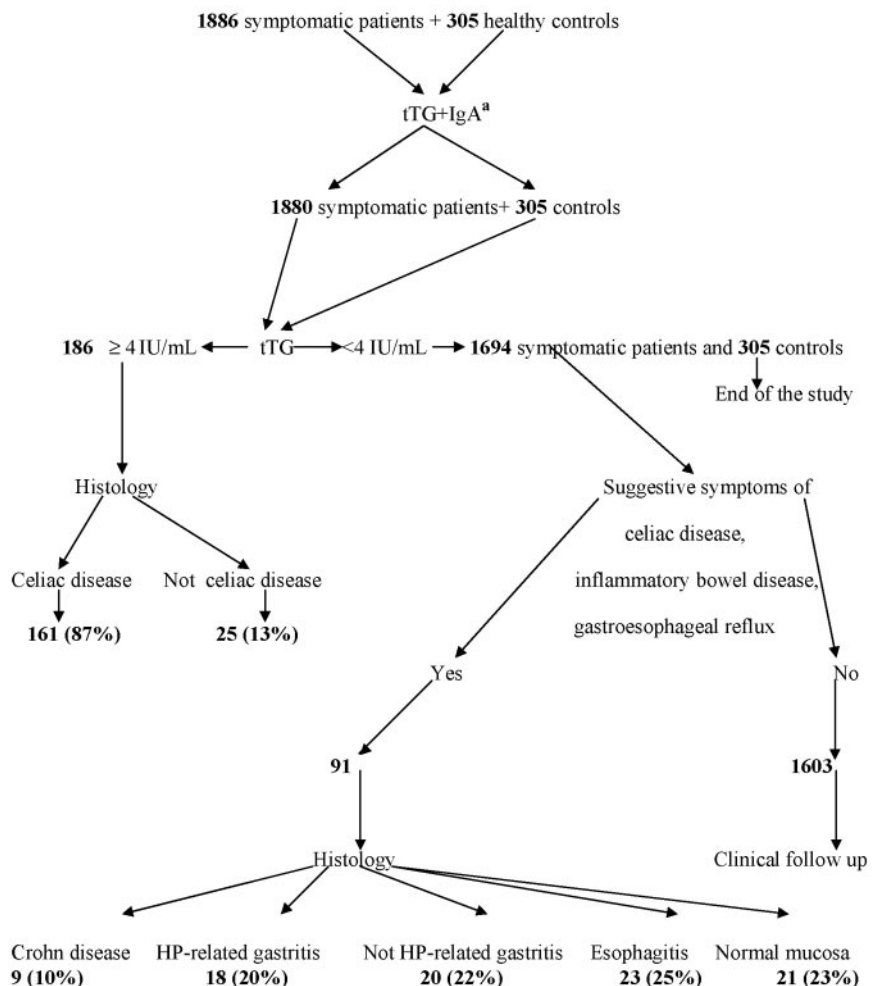 1886 symptomatic patients + 305 healthy controls
tTG+IgAª
1880 symptomatic patients+ 305 controls
186 ≥ 4 IU/mL tTG <4 IU/mL 1694 symptomatic patients and 305 controls
End of the study
Histology
Suggestive symptoms of
celiac disease,
inflammatory bowel disease,
gastroesophageal reflux
Celiac disease Not celiac disease
161 (87%) 25 (13%)
Yes No
91 1603
Histology Clinical follow up
Crohn disease HP-related gastritis Not HP-related gastritis Esophagitis Normal mucosa
9 (10%) 18 (20%) 20 (22%) 23 (25%) 21 (23%)